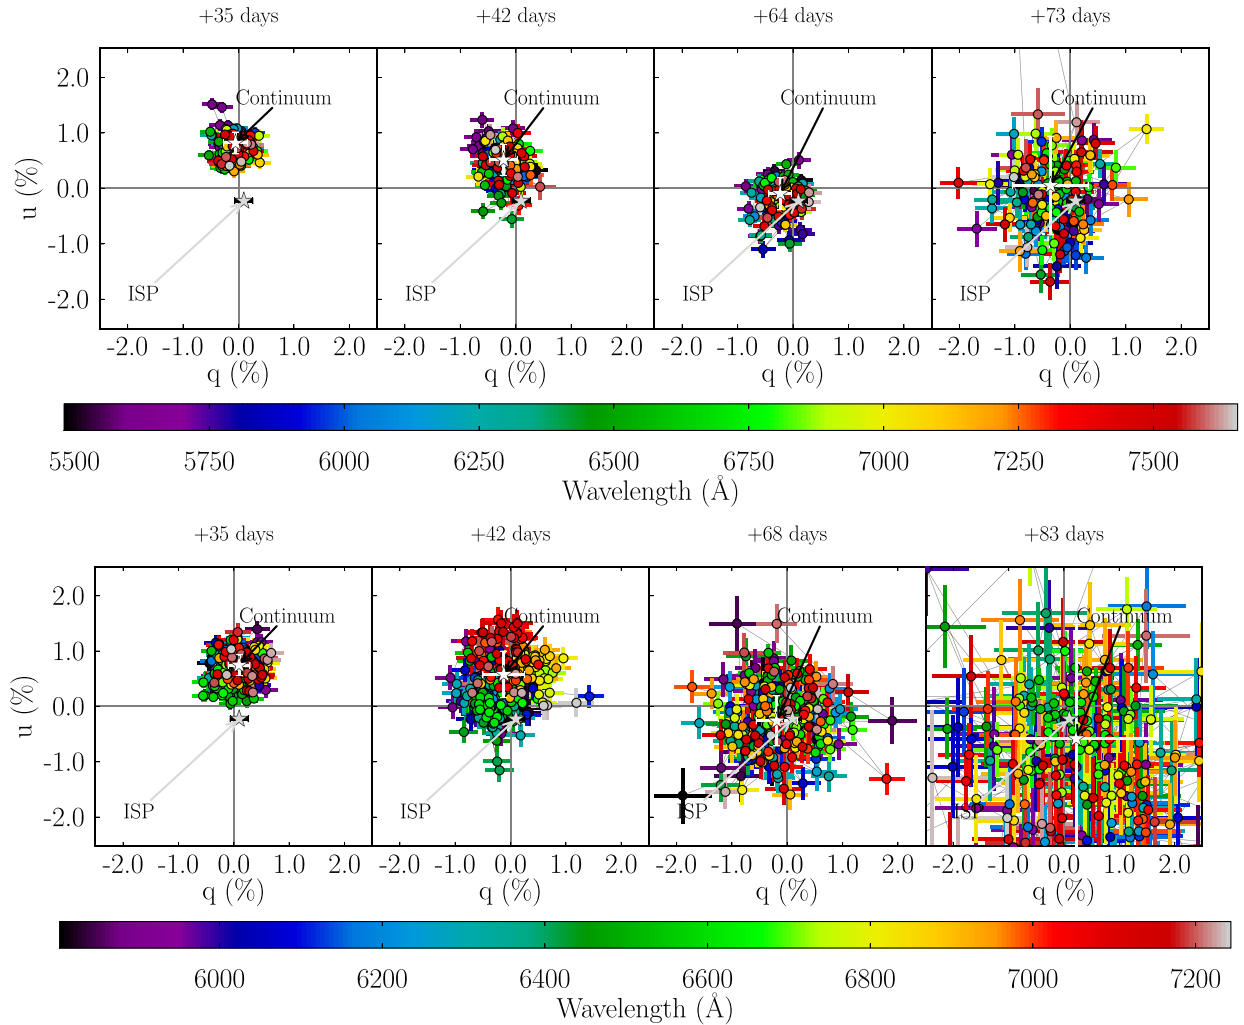 +35 days +42 days +64 days +73 days
Continuum Continuum Continuum Continuum
2.0
1.0
0.0
-1.0
-2.0
u (%)
ISP ISP ISP ISP
-2.0 -1.0 0.0 1.0 2.0 -2.0 -1.0 0.0 1.0 2.0 -2.0 -1.0 0.0 1.0 2.0 -2.0 -1.0 0.0 1.0 2.0
q (%) q (%) q (%) q (%)
5500 5750 6000 6250 6500 6750 7000 7250 7500
Wavelength (Å)
+35 days +42 days +68 days +83 days
Continuum Continuum Continuum Continuum
2.0
1.0
0.0
-1.0
-2.0
u (%)
ISP ISP ISP ISP
-2.0 -1.0 0.0 1.0 2.0 -2.0 -1.0 0.0 1.0 2.0 -2.0 -1.0 0.0 1.0 2.0 -2.0 -1.0 0.0 1.0 2.0
q (%) q (%) q (%) q (%)
6000 6200 6400 6600 6800 7000 7200
Wavelength (Å)